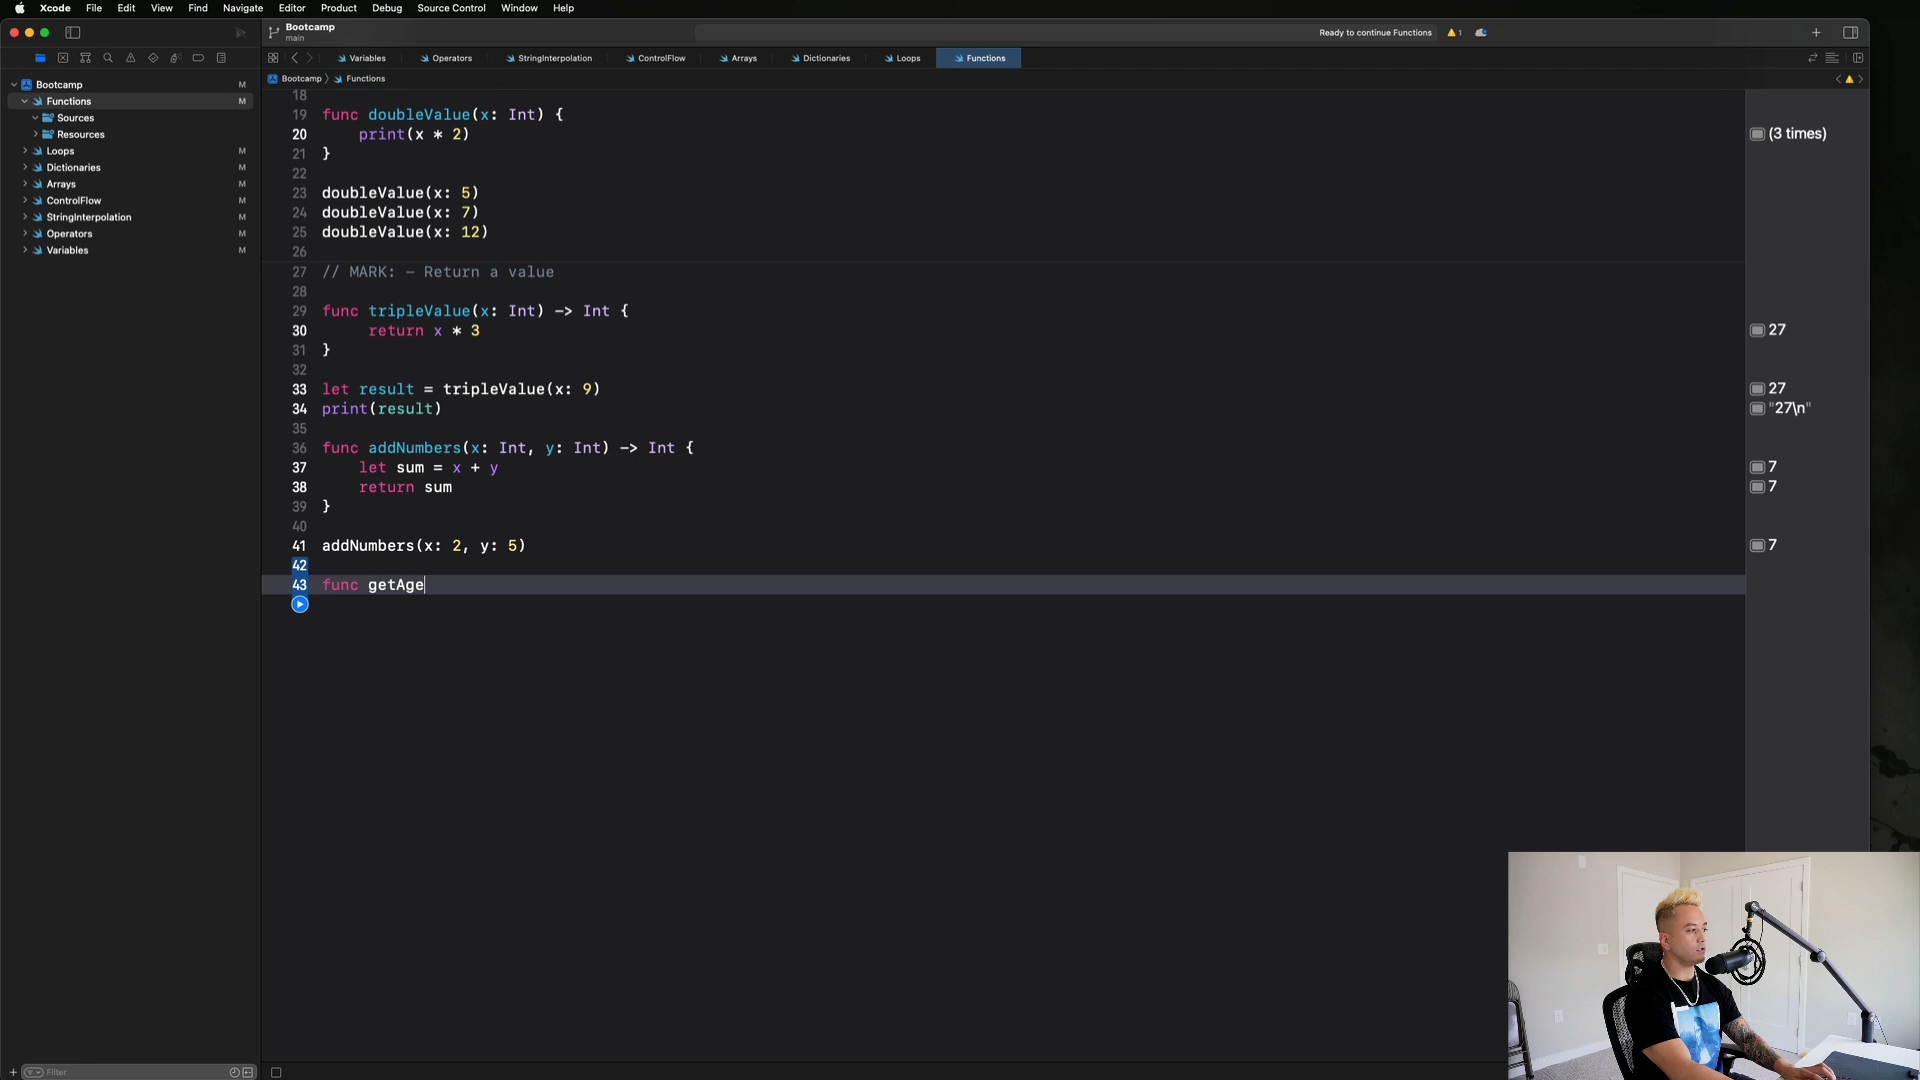 Xcode File Edit View Find Navigate Editor Product Debug Source Control Window Help
Bootcamp
main
Ready to continue Functions 1
Variables Operators StringInterpolation ControlFlow Arrays Dictionaries Loops Functions
Bootcamp Functions
Bootcamp M
Functions M
Sources
Resources
Loops M
Dictionaries M
Arrays M
ControlFlow M
StringInterpolation M
Operators M
Variables M
18
19 func doubleValue(x: Int) {
20 print(x * 2) (3 times)
21 }
22
23 doubleValue(x: 5)
24 doubleValue(x: 7)
25 doubleValue(x: 12)
26
27 // MARK: - Return a value
28
29 func tripleValue(x: Int) -> Int {
30 return x * 3 27
31 }
32
33 let result = tripleValue(x: 9) 27
34 print(result) "27\n"
35
36 func addNumbers(x: Int, y: Int) -> Int {
37 let sum = x + y 7
38 return sum 7
39 }
40
41 addNumbers(x: 2, y: 5) 7
42
43 func getAge
Filter